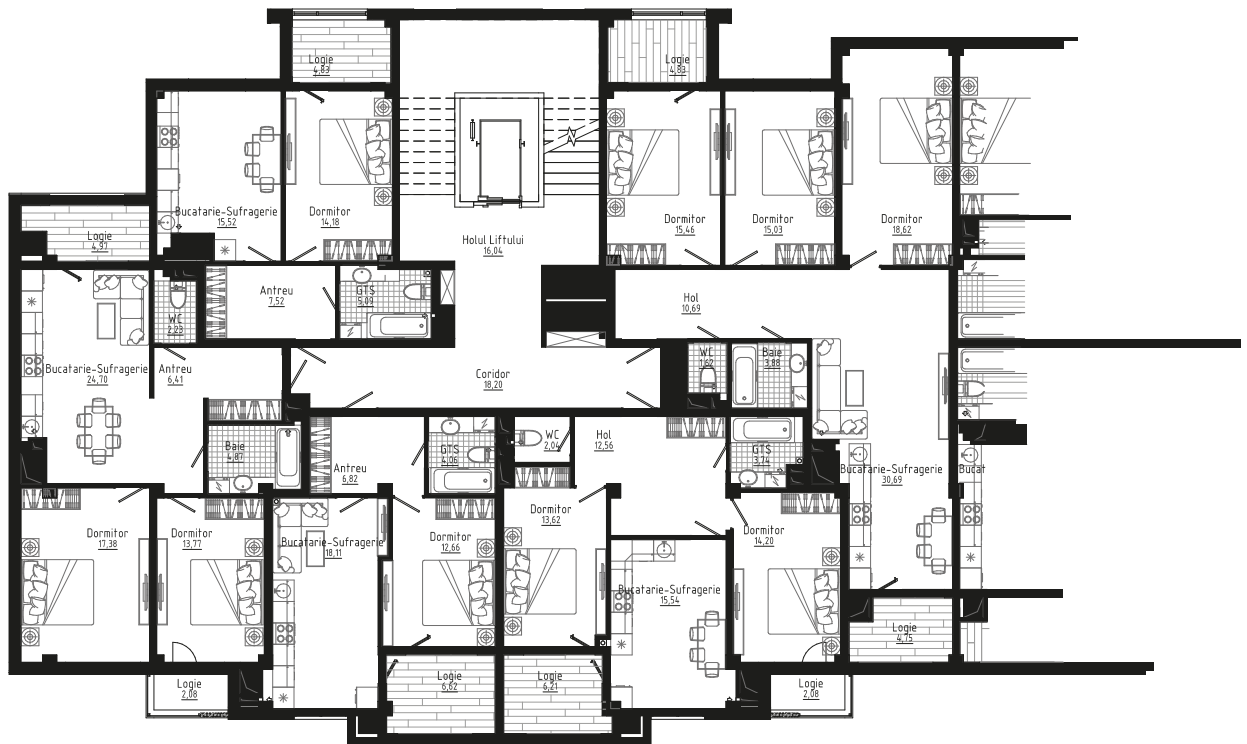 Logie
4,83
Logie
4,83
Bucatarie-Sufragerie
15,52
Dormitor
14,18
Dormitor
15,46
Dormitor
15,03
Dormitor
18,62
Logie
4,97
Holul Liftului
16,04
Antreu
7,52
GTS
5,09
Hol
10,69
WC
2,23
Bucatarie-Sufragerie
24,70
Antreu
6,41
Coridor
18,20
WC
1,62
Baie
3,88
Baie
4,87
Antreu
6,82
GTS
4,06
WC
2,04
Hol
12,56
GTS
3,74
Bucatarie-Sufragerie
30,69
Bucat
Dormitor
17,38
Dormitor
13,77
Bucatarie-Sufragerie
18,11
Dormitor
12,66
Dormitor
13,62
Dormitor
14,20
Bucatarie-Sufragerie
15,54
Logie
4,75
Logie
2,08
Logie
6,62
Logie
6,21
Logie
2,08